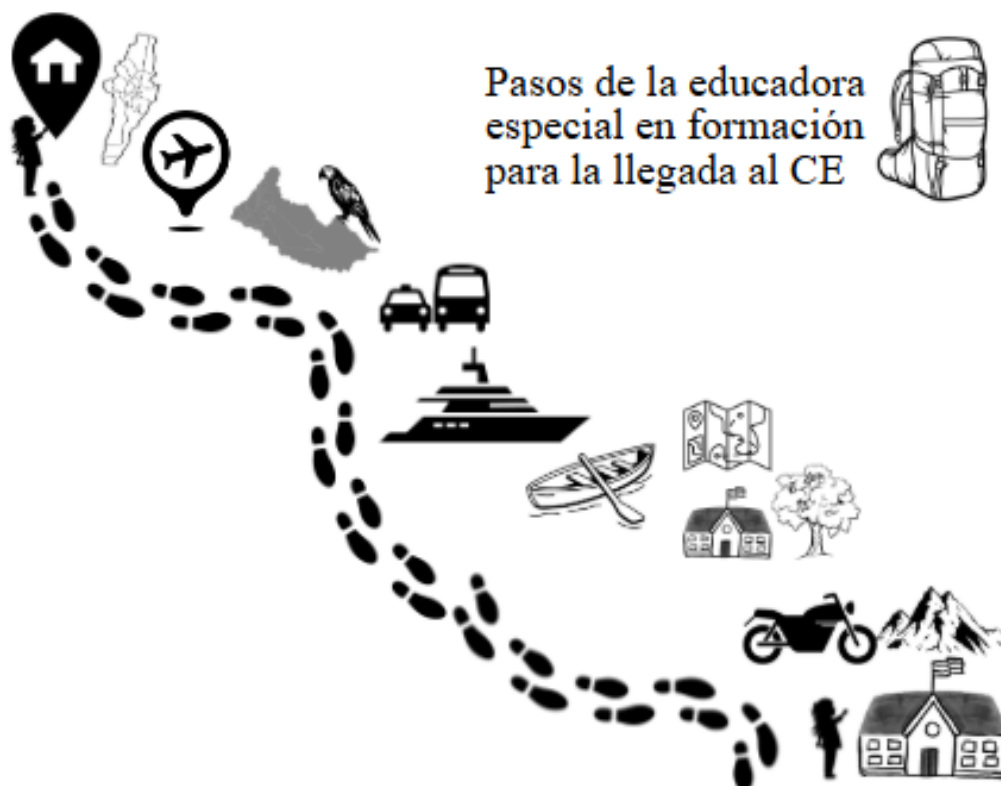 Pasos de la educadora
especial en formación
para la llegada al CE